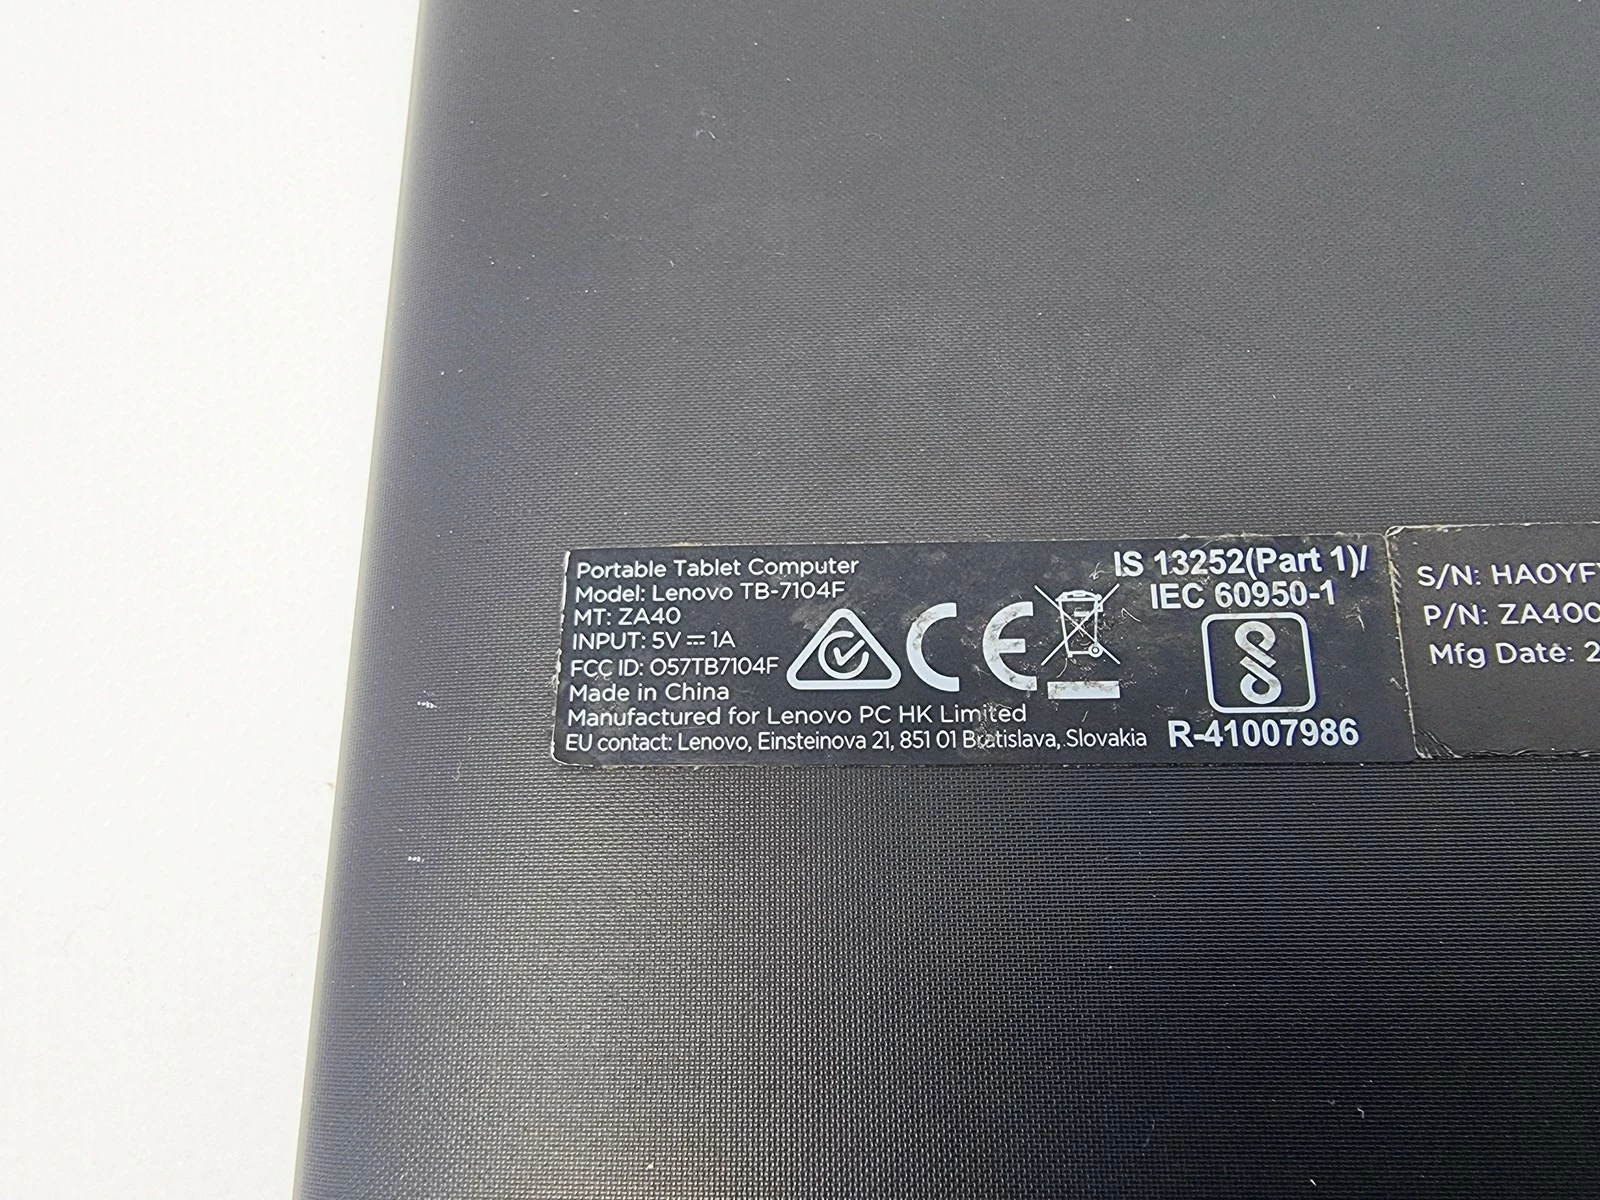 Portable Tablet Computer
Model: Lenovo TB-7104F
MT: ZA40
INPUT: 5V ⎓ 1A
FCC ID: O57TB7104F
Made in China
Manufactured for Lenovo PC HK Limited
EU contact: Lenovo, Einsteinova 21, 851 01 Bratislava, Slovakia
CE
IS 13252(Part 1)/
IEC 60950-1
R-41007986
S/N: HA0YF
P/N: ZA400
Mfg Date: 2